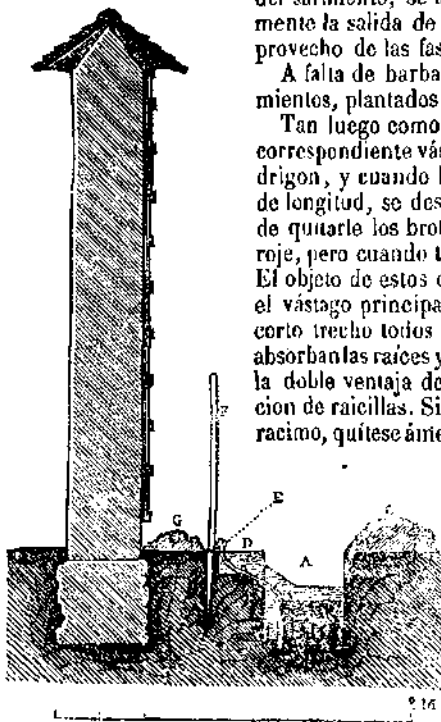 del sarmiento, se
mente la salida de
provecho de las fas
A falta de barba
mientos, plantados
Tan luego como
correspondiente vás
drigon, y cuando l
de longitud, se des
de quitarle los brot
roje, pero cuando t
El objeto de estos c
el vástago principa
corto trecho todos
absorban las raíces y
la doble ventaja de
cion de raicillas. Si
racimo, quítese ánte
F
E
G D A